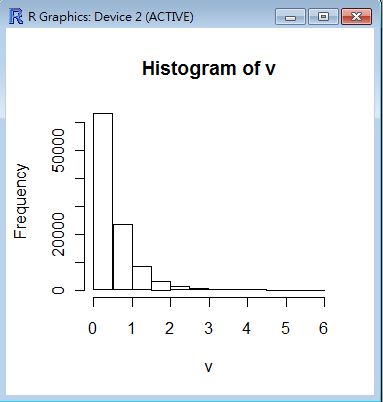 R Graphics: Device 2 (ACTIVE)
Histogram of v
Frequency
50000
20000
0
0 1 2 3 4 5 6
v